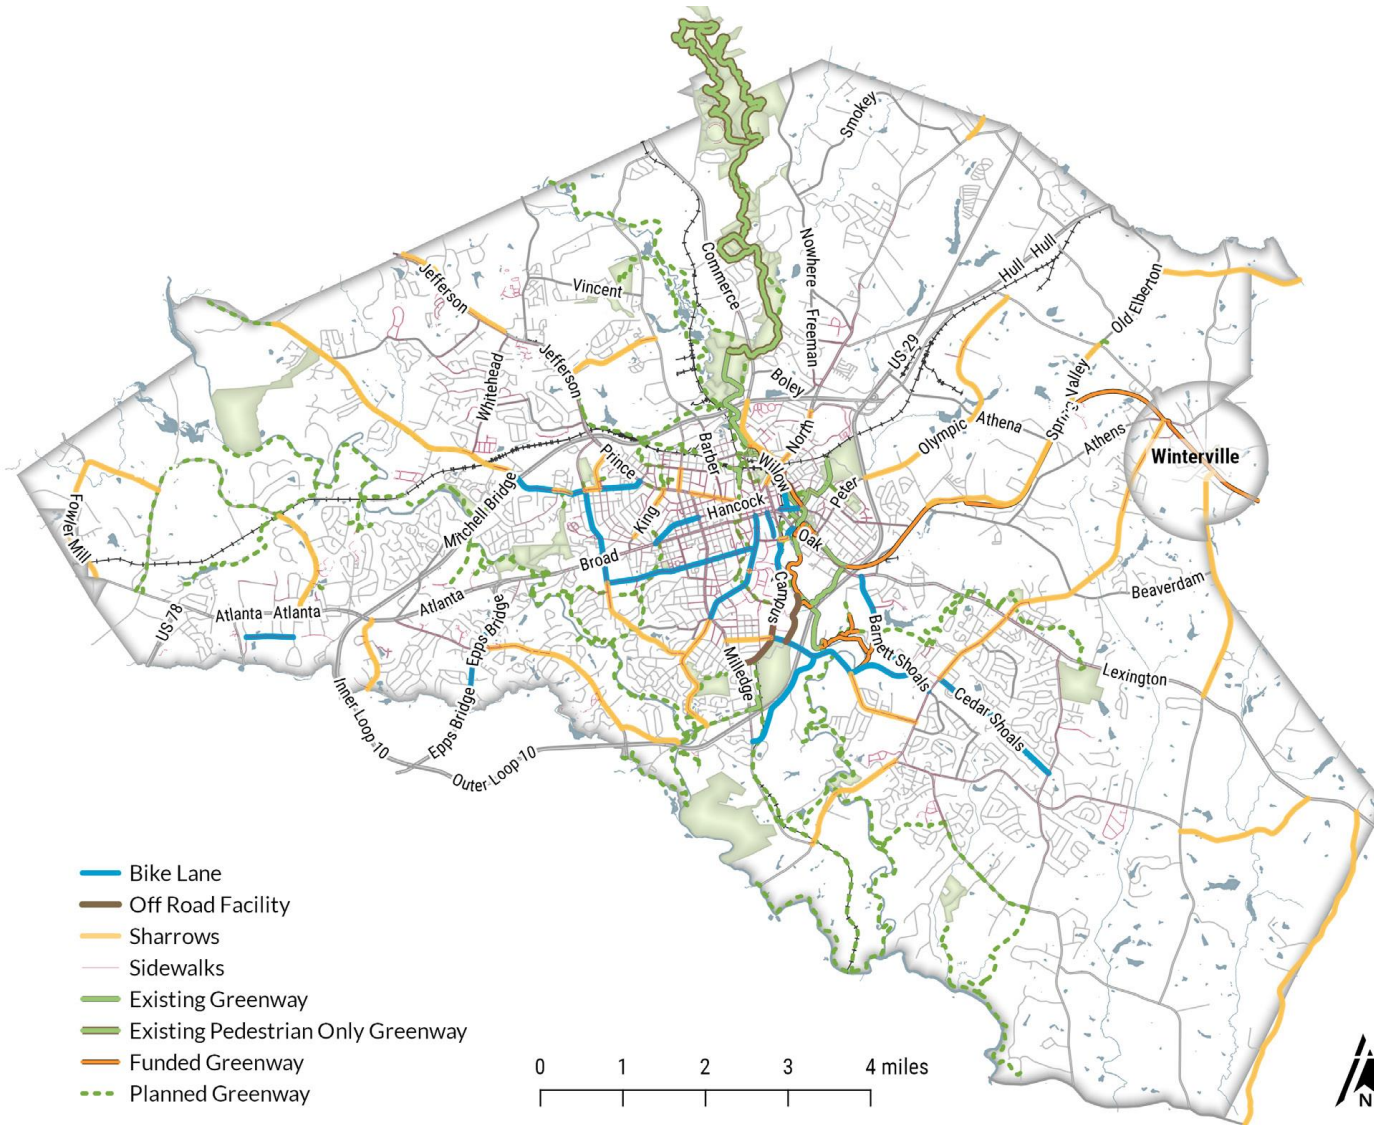 Smokey
Hull
Hull
Commerce
Nowhere
Jefferson
Vincent
Old Elberton
Freeman
US 29
Jefferson
Whitehead
Boley
Spring Valley
Athena
Olympic
Athens
North
Barber
Prince
Willow
Winterville
Peter
Hancock
King
Mitchell Bridge
Fowler Mill
Oak
Broad
Campus
Beaverdam
Atlanta
Atlanta
Atlanta
US 78
Epps Bridge
Barnett Shoals
Milledge
Lexington
Cedar Shoals
Inner Loop 10
Epps Bridge
Outer Loop 10
Bike Lane
Off Road Facility
Sharrows
Sidewalks
Existing Greenway
Existing Pedestrian Only Greenway
Funded Greenway
Planned Greenway
0 1 2 3 4 miles
N